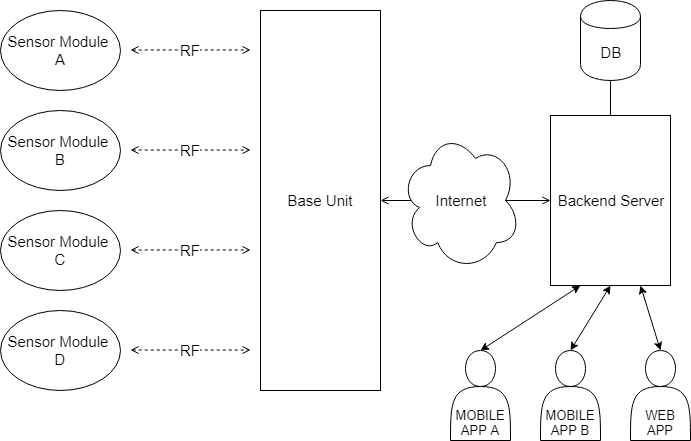 Sensor Module
A
RF
Sensor Module
B
RF
Sensor Module
C
RF
Sensor Module
D
RF
Base Unit
Internet
DB
Backend Server
MOBILE
APP A
MOBILE
APP B
WEB
APP